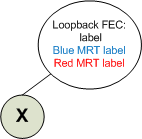 Loopback FEC:
label
Blue MRT label
Red MRT label
X